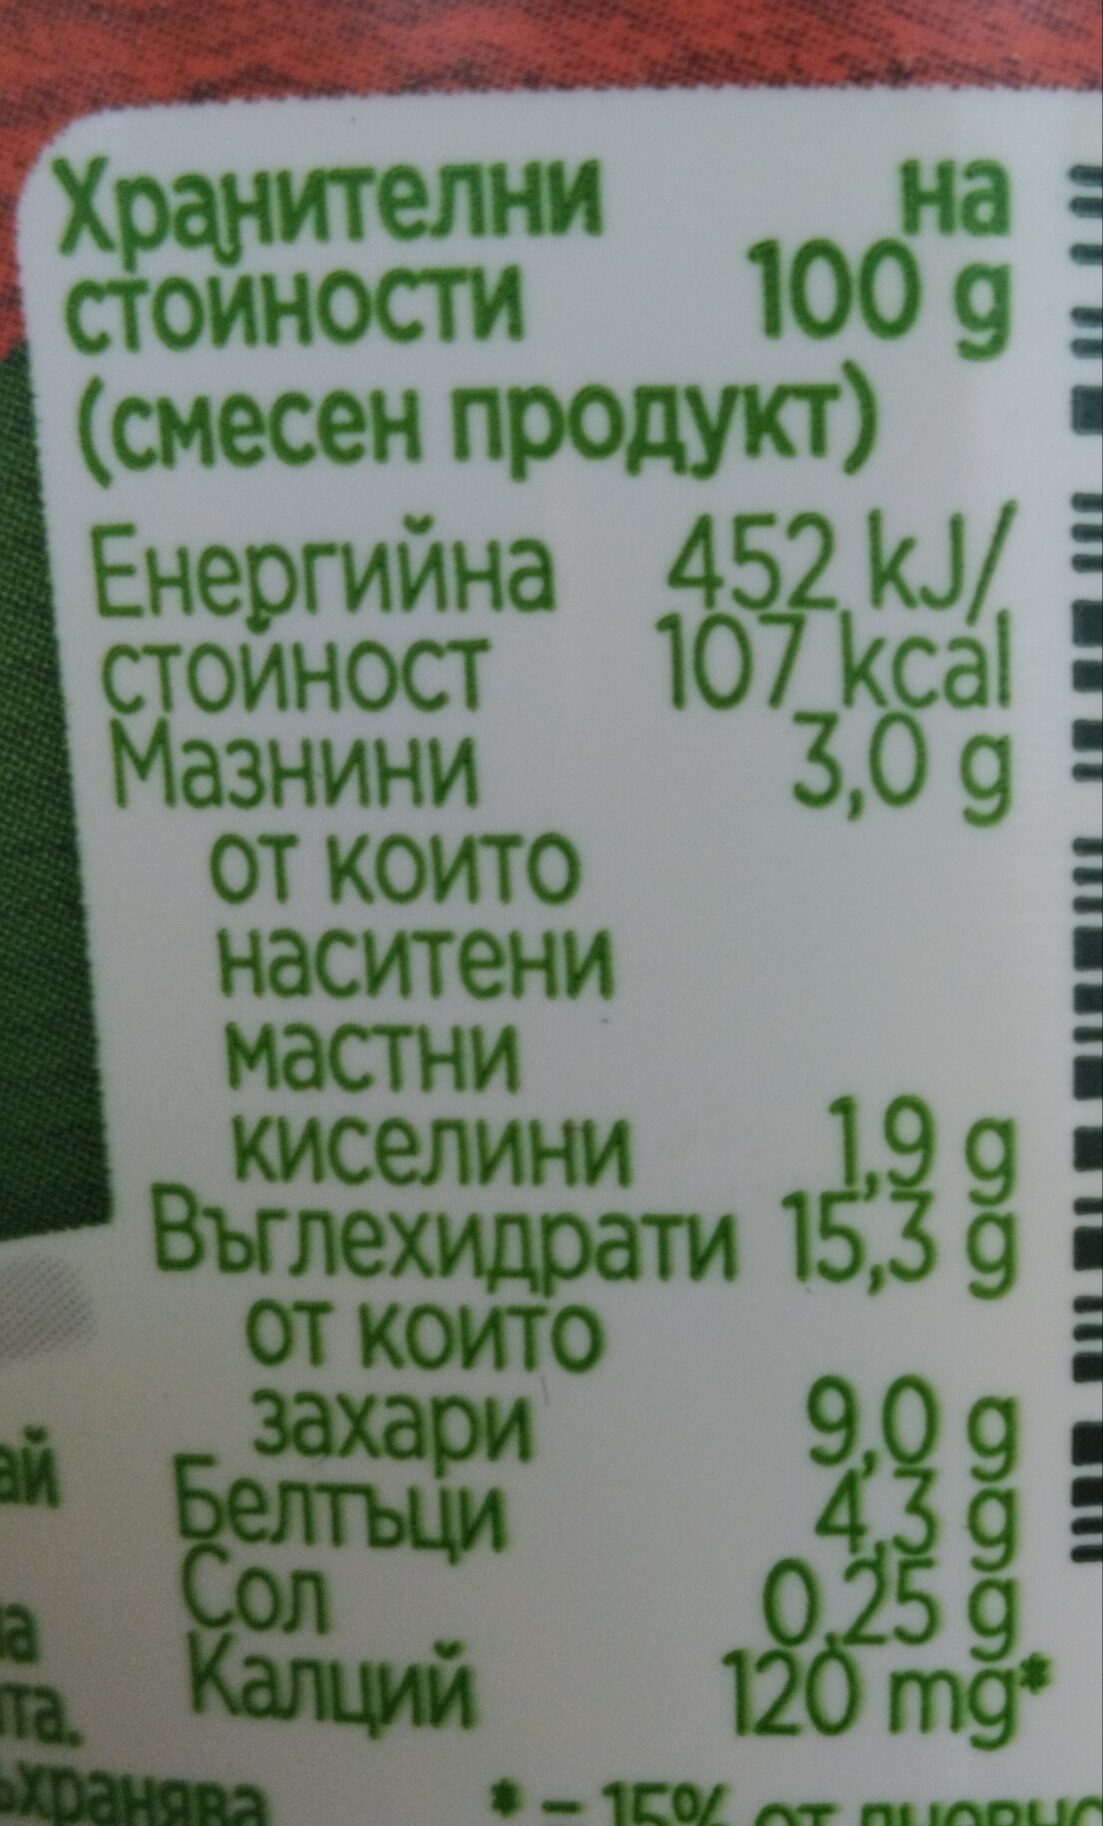 Хранителни на
стойности 100 g
(смесен продукт)
Енергийна 452 kJ/
стойност 107 kcal
Мазнини 3,0 g
от които
наситени
мастни
киселини 1,9 g
Въглехидрати 15,3 g
от които
захари 9,0 g
Белтъци 4,3 g
Сол 0,25 g
Калций 120 mg*
* – 15% от